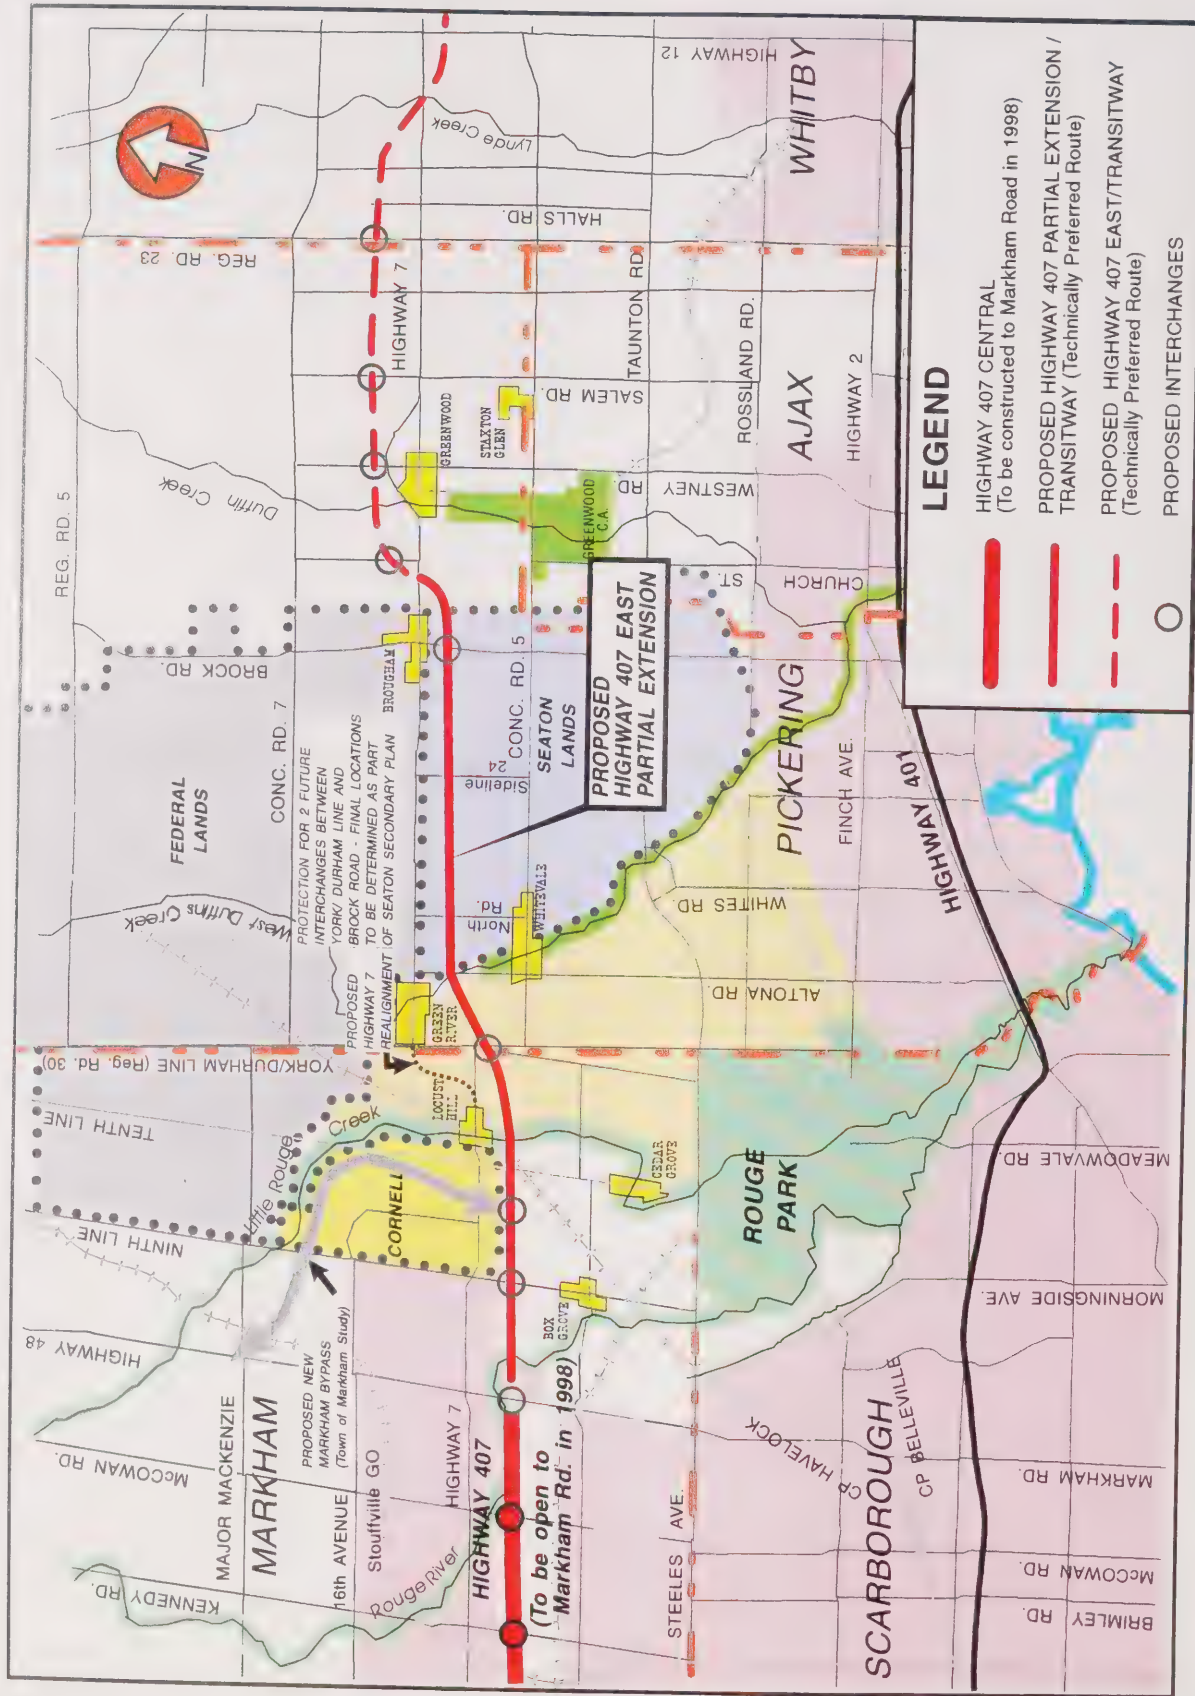 KENNEDY RD.
McCOWAN RD.
HIGHWAY 48
NINTH LINE
TENTH LINE
YORK/DURHAM LINE (Reg. Rd. 30)
MAJOR MACKENZIE
MARKHAM
PROPOSED NEW
MARKHAM BYPASS
(Town of Markham Study)
16th AVENUE
Stouffville GO
Rouge River
HIGHWAY 7
HIGHWAY 407
(To be open to
Markham Rd. in 1998)
Little Rouge
Creek
CORNELL
LOCUST
HILL
GREEN
RIVER
BOX
GROVE
CEDAR
GROVE
STEELES AVE.
ROUGE
PARK
SCARBOROUGH
CP HAVELOCK
CP BELLEVILLE
BRIMLEY RD
McCOWAN RD
MARKHAM RD.
MORNINGSIDE AVE.
MEADOWVALE RD.
FEDERAL
LANDS
West Duffins Creek
CONC. RD. 7
REG. RD. 5
BROCK RD.
PROTECTION FOR 2 FUTURE
INTERCHANGES BETWEEN
YORK/ DURHAM LINE AND
BROCK ROAD - FINAL LOCATIONS
TO BE DETERMINED AS PART
OF SEATON SECONDARY PLAN
PROPOSED
HIGHWAY 7
REALIGNMENT
BROUGHAM
North
Rd.
WHITEVALE
Sideline
24
CONC. RD. 5
SEATON
LANDS
PROPOSED
HIGHWAY 407 EAST
PARTIAL EXTENSION
ALTONA RD
WHITES RD
PICKERING
FINCH AVE.
HIGHWAY 401
Duffin Creek
REG. RD. 23
HIGHWAY 7
GREENWOOD
STAXTON
GLEN
GREENWOOD
C.A.
WESTNEY RD.
SALEM RD.
TAUNTON RD
HALLS RD.
Lynde Creek
HIGHWAY 12
ROSSLAND RD.
CHURCH ST.
AJAX
HIGHWAY 2
WHITBY
N
LEGEND
HIGHWAY 407 CENTRAL
(To be constructed to Markham Road in 1998)
PROPOSED HIGHWAY 407 PARTIAL EXTENSION /
TRANSITWAY (Technically Preferred Route)
PROPOSED HIGHWAY 407 EAST/TRANSITWAY
(Technically Preferred Route)
PROPOSED INTERCHANGES